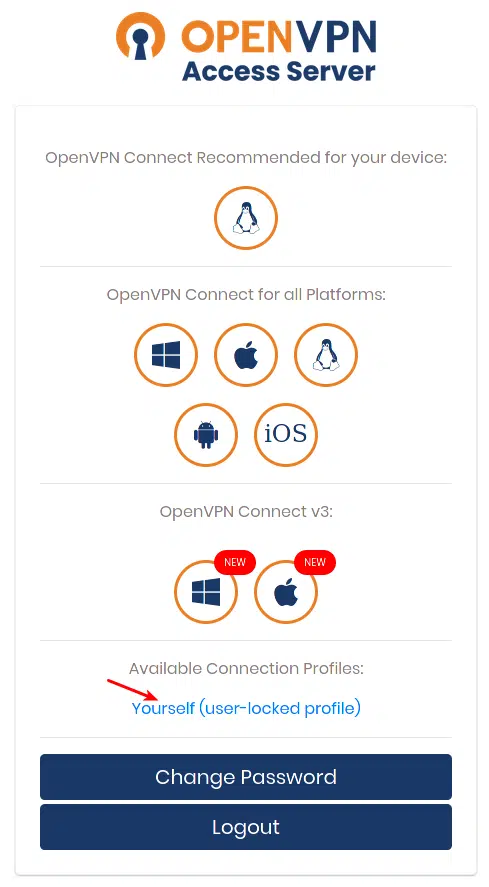 OPENVPN
Access Server
OpenVPN Connect Recommended for your device:
OpenVPN Connect for all Platforms:
iOS
OpenVPN Connect v3:
NEW NEW
Available Connection Profiles:
Yourself (user-locked profile)
Change Password
Logout